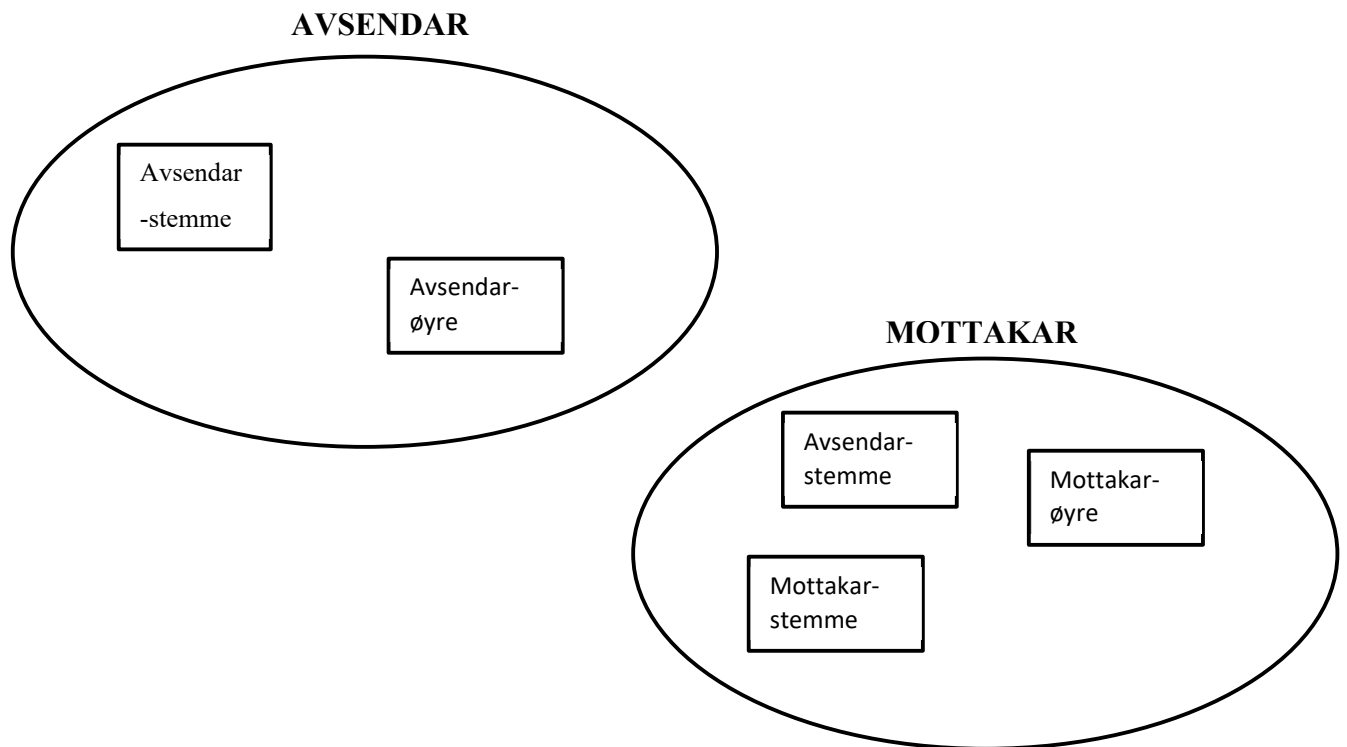 AVSENDAR
Avsendar
-stemme
Avsendar-
øyre
MOTTAKAR
Avsendar-
stemme
Mottakar-
øyre
Mottakar-
stemme